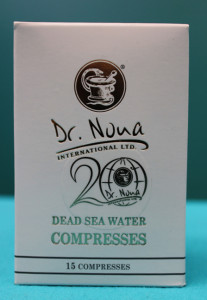 ®
Dr. Nona
INTERNATIONAL LTD.
20
Dr. Nona
DEAD SEA WATER
COMPRESSES
15 COMPRESSES